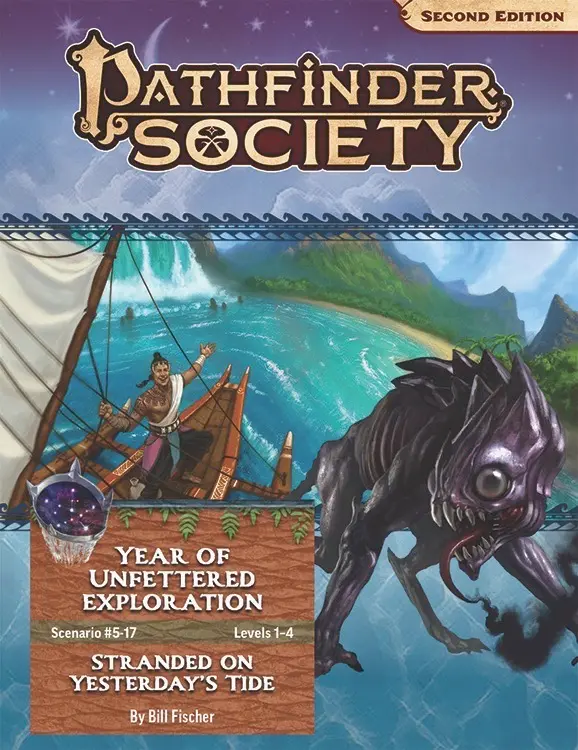 Second Edition
Pathfinder
Society®
Year of
Unfettered
Exploration
Scenario #5-17 Levels 1–4
Stranded on
Yesterday's Tide
By Bill Fischer